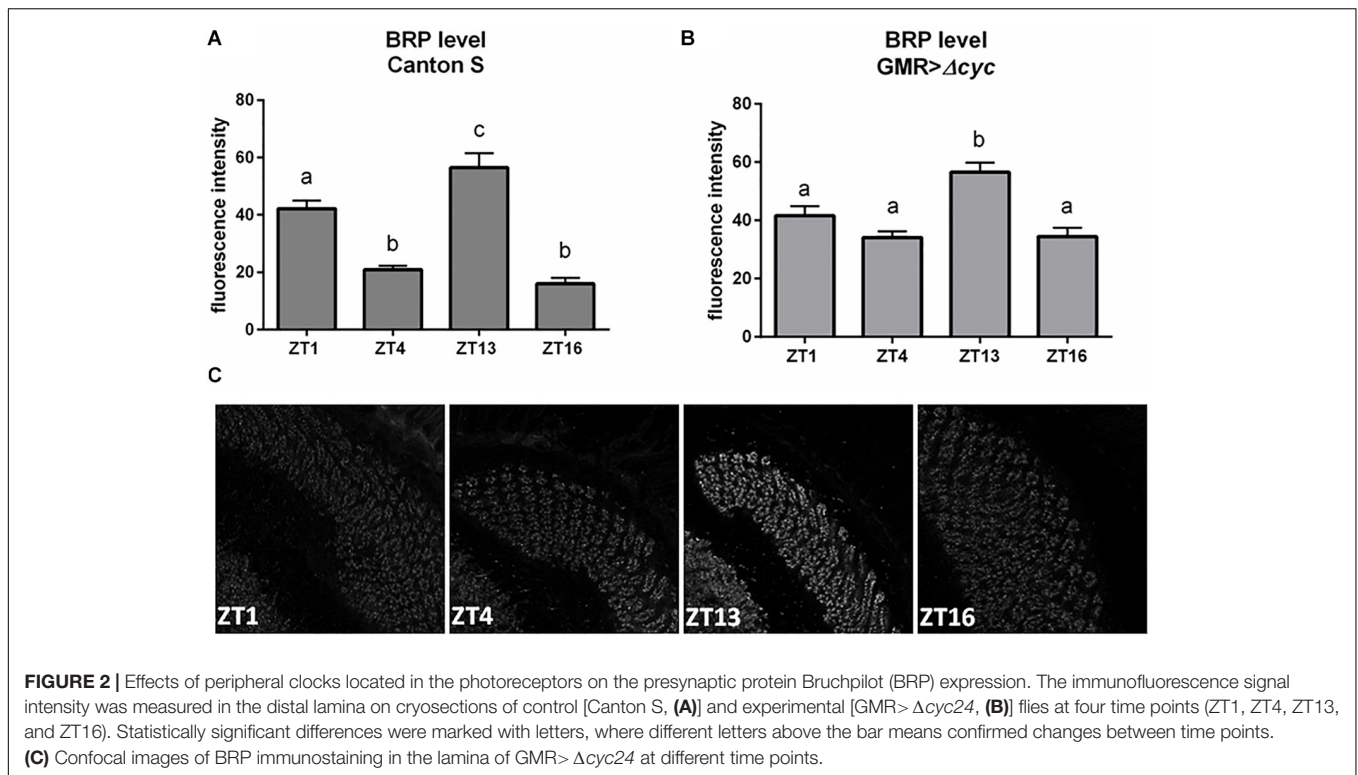 A
BRP level
Canton S
80
60
40
20
0
fluorescence intensity
a
b
c
b
ZT1
ZT4
ZT13
ZT16
B
BRP level
GMR>Δcyc
80
60
40
20
0
fluorescence intensity
a
a
b
a
ZT1
ZT4
ZT13
ZT16
C
ZT1
ZT4
ZT13
ZT16
FIGURE 2 | Effects of peripheral clocks located in the photoreceptors on the presynaptic protein Bruchpilot (BRP) expression. The immunofluorescence signal
intensity was measured in the distal lamina on cryosections of control [Canton S, (A)] and experimental [GMR> Δcyc24, (B)] flies at four time points (ZT1, ZT4, ZT13,
and ZT16). Statistically significant differences were marked with letters, where different letters above the bar means confirmed changes between time points.
(C) Confocal images of BRP immunostaining in the lamina of GMR> Δcyc24 at different time points.